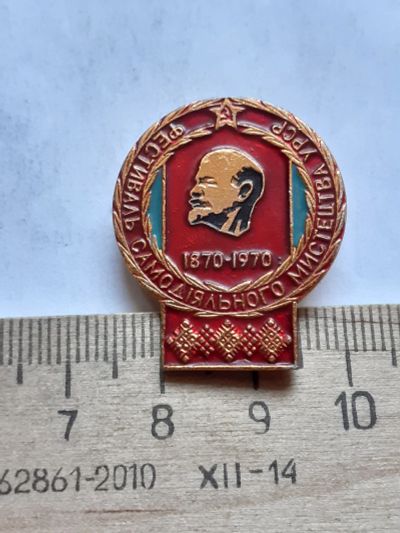 ФЕСТИВАЛЬ САМОДІЯЛЬНОГО МИСТЕЦТВА УРСР
1870-1970
7 8 9 10
62861-2010 XII-14